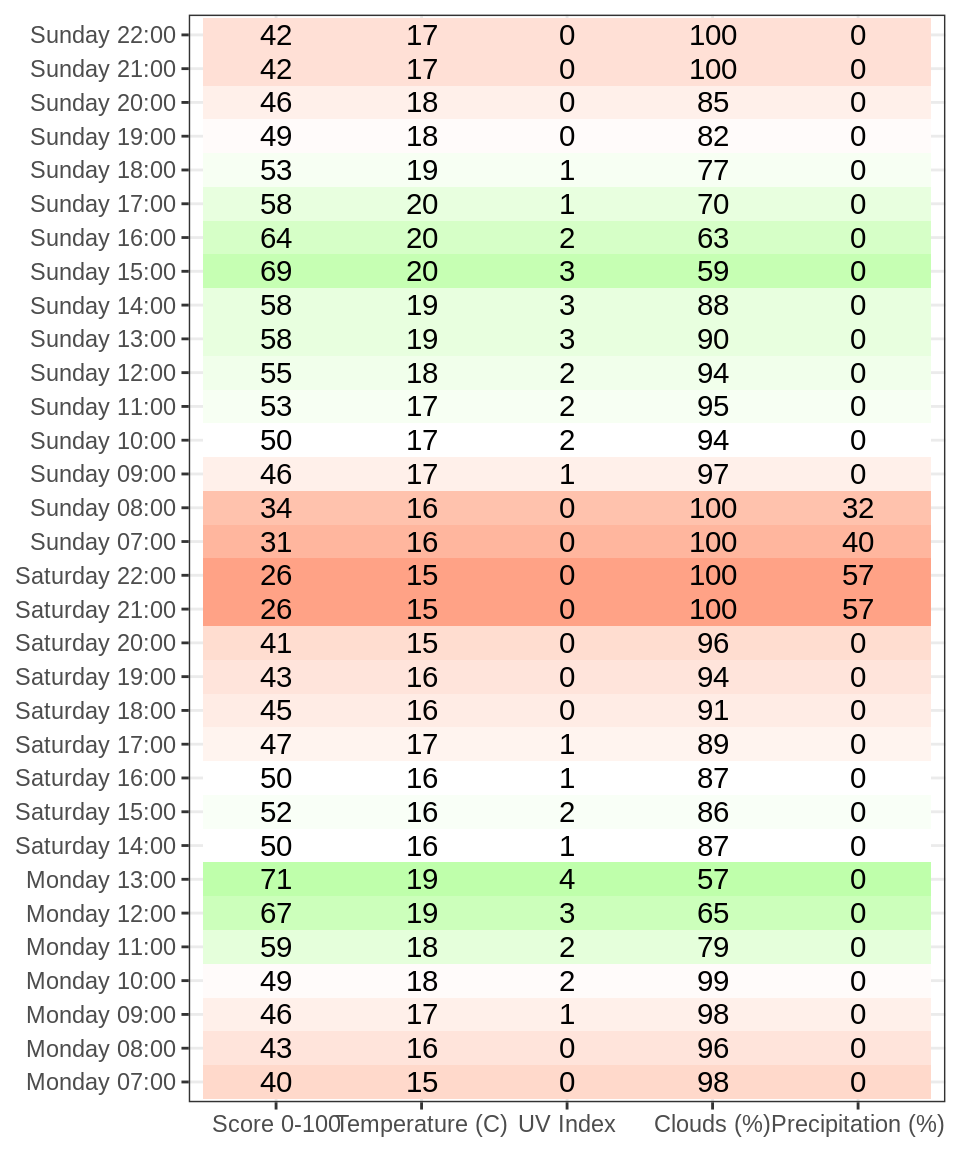 Sunday 22:00 42 17 0 100 0
Sunday 21:00 42 17 0 100 0
Sunday 20:00 46 18 0 85 0
Sunday 19:00 49 18 0 82 0
Sunday 18:00 53 19 1 77 0
Sunday 17:00 58 20 1 70 0
Sunday 16:00 64 20 2 63 0
Sunday 15:00 69 20 3 59 0
Sunday 14:00 58 19 3 88 0
Sunday 13:00 58 19 3 90 0
Sunday 12:00 55 18 2 94 0
Sunday 11:00 53 17 2 95 0
Sunday 10:00 50 17 2 94 0
Sunday 09:00 46 17 1 97 0
Sunday 08:00 34 16 0 100 32
Sunday 07:00 31 16 0 100 40
Saturday 22:00 26 15 0 100 57
Saturday 21:00 26 15 0 100 57
Saturday 20:00 41 15 0 96 0
Saturday 19:00 43 16 0 94 0
Saturday 18:00 45 16 0 91 0
Saturday 17:00 47 17 1 89 0
Saturday 16:00 50 16 1 87 0
Saturday 15:00 52 16 2 86 0
Saturday 14:00 50 16 1 87 0
Monday 13:00 71 19 4 57 0
Monday 12:00 67 19 3 65 0
Monday 11:00 59 18 2 79 0
Monday 10:00 49 18 2 99 0
Monday 09:00 46 17 1 98 0
Monday 08:00 43 16 0 96 0
Monday 07:00 40 15 0 98 0
Score 0-100 Temperature (C) UV Index Clouds (%) Precipitation (%)